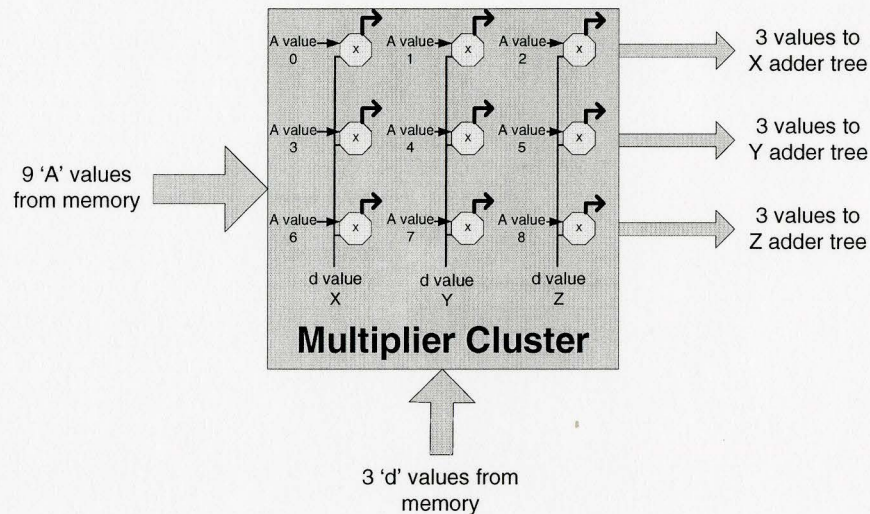 A value
0
x
A value
1
x
A value
2
x
3 values to
X adder tree
A value
3
x
A value
4
x
A value
5
x
3 values to
Y adder tree
9 ‘A’ values
from memory
A value
6
x
A value
7
x
A value
8
x
3 values to
Z adder tree
d value
X
d value
Y
d value
Z
Multiplier Cluster
3 ‘d’ values from
memory